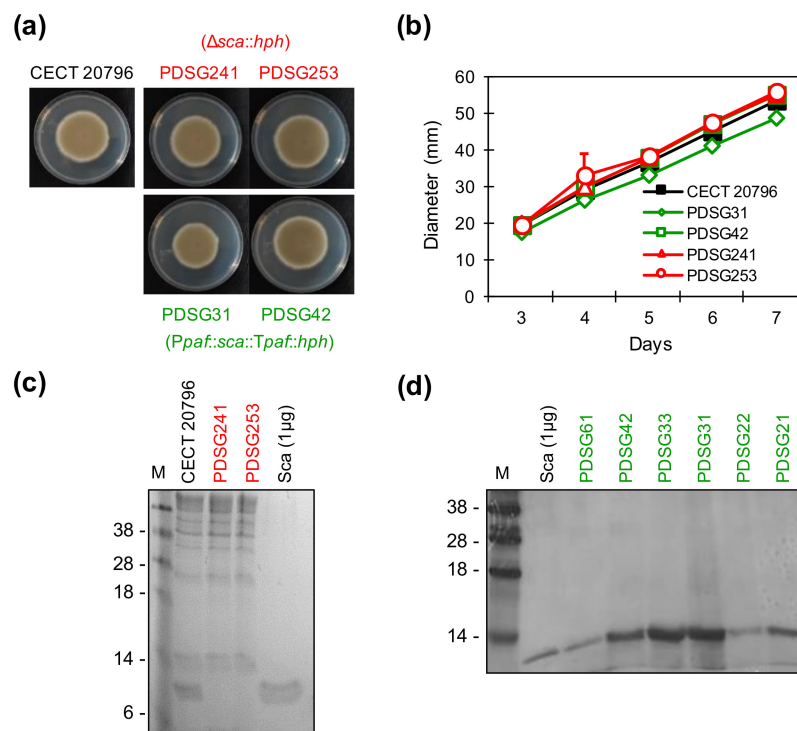 (a)
(Δsca::hph)
CECT 20796 PDSG241 PDSG253
PDSG31 PDSG42
(Ppaf::sca::Tpaf::hph)
(b)
60
50
40
30
20
10
0
Diameter (mm)
CECT 20796
PDSG31
PDSG42
PDSG241
PDSG253
3 4 5 6 7
Days
(c)
M CECT 20796 PDSG241 PDSG253 Sca (1µg)
38 -
28 -
18 -
14 -
6 -
(d)
M Sca (1µg) PDSG61 PDSG42 PDSG33 PDSG31 PDSG22 PDSG21
38 -
28 -
18 -
14 -